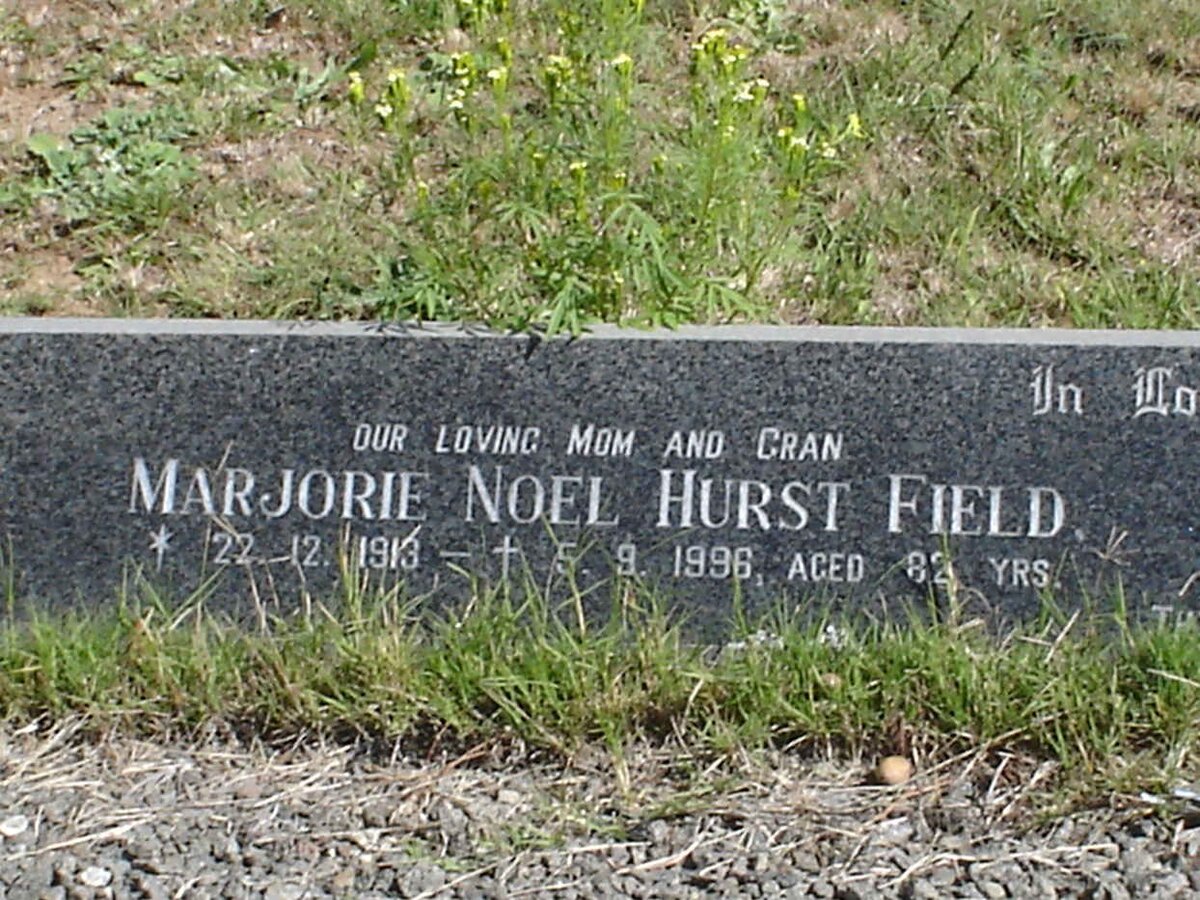 In
OUR LOVING MOM AND GRAN
MARJORIE NOEL HURST FIELD.
* 22. 12. 1913 – † 5. 9. 1996, AGED 82 YRS.